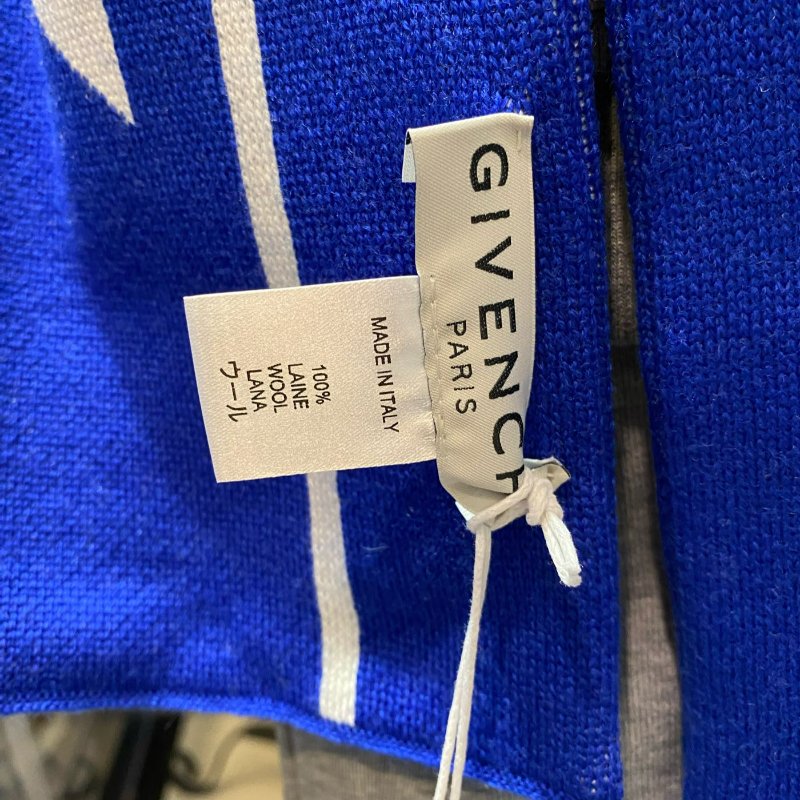 GIVENCH
PARIS
MADE IN ITALY
100%
LAINE
WOOL
LANA
ウール